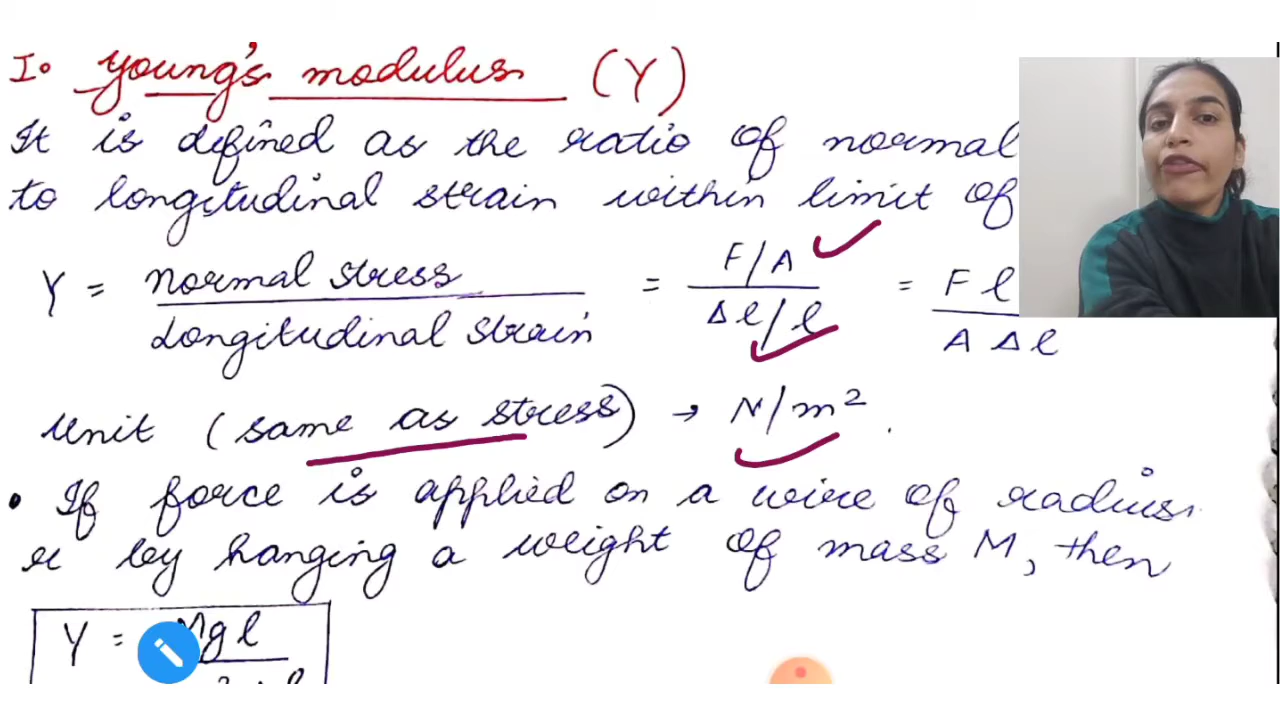 I. Young's modulus (Y)
It is defined as the ratio of normal
to longitudinal strain within limit of
Y = normal stress / Longitudinal strain = F/A / Δl/l = F l / A Δl
Unit (same as stress) → N/m²
• If force is applied on a wire of radius
r by hanging a weight of mass M, then
Y = Mg l